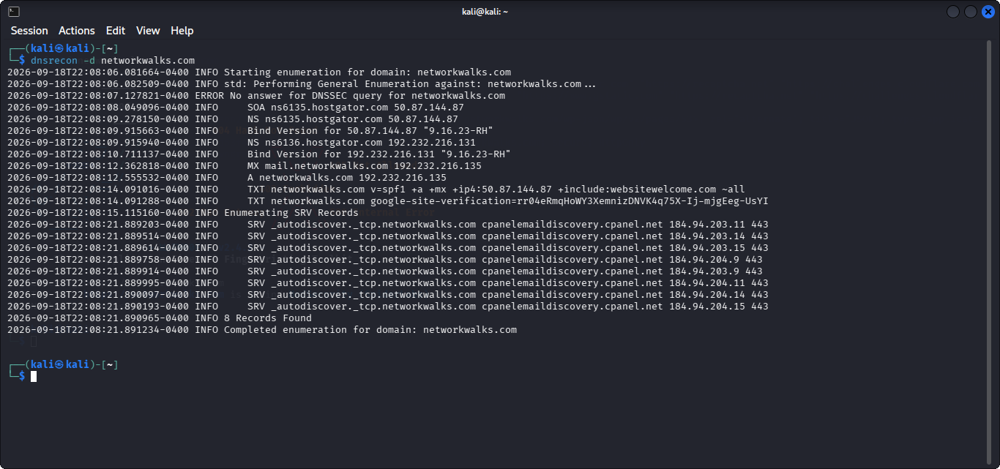 kali@kali: ~
Session Actions Edit View Help
┌──(kali㉿kali)-[~]
└─$ dnsrecon -d networkwalks.com
2026-09-18T22:08:06.081664-0400 INFO Starting enumeration for domain: networkwalks.com
2026-09-18T22:08:06.082509-0400 INFO std: Performing General Enumeration against: networkwalks.com...
2026-09-18T22:08:07.127821-0400 ERROR No answer for DNSSEC query for networkwalks.com
2026-09-18T22:08:08.049096-0400 INFO     SOA ns6135.hostgator.com 50.87.144.87
2026-09-18T22:08:09.278150-0400 INFO     NS ns6135.hostgator.com 50.87.144.87
2026-09-18T22:08:09.915663-0400 INFO     Bind Version for 50.87.144.87 "9.16.23-RH"
2026-09-18T22:08:09.915940-0400 INFO     NS ns6136.hostgator.com 192.232.216.131
2026-09-18T22:08:10.711137-0400 INFO     Bind Version for 192.232.216.131 "9.16.23-RH"
2026-09-18T22:08:12.362818-0400 INFO     MX mail.networkwalks.com 192.232.216.135
2026-09-18T22:08:12.555532-0400 INFO     A networkwalks.com 192.232.216.135
2026-09-18T22:08:14.091016-0400 INFO     TXT networkwalks.com v=spf1 +a +mx +ip4:50.87.144.87 +include:websitewelcome.com ~all
2026-09-18T22:08:14.091288-0400 INFO     TXT networkwalks.com google-site-verification=rr04eRmqHoWY3XemnizDNVK4q75X-Ij-mjgEeg-UsYI
2026-09-18T22:08:15.115160-0400 INFO Enumerating SRV Records
2026-09-18T22:08:21.889203-0400 INFO     SRV _autodiscover._tcp.networkwalks.com cpanelemaildiscovery.cpanel.net 184.94.203.11 443
2026-09-18T22:08:21.889514-0400 INFO     SRV _autodiscover._tcp.networkwalks.com cpanelemaildiscovery.cpanel.net 184.94.203.14 443
2026-09-18T22:08:21.889614-0400 INFO     SRV _autodiscover._tcp.networkwalks.com cpanelemaildiscovery.cpanel.net 184.94.203.15 443
2026-09-18T22:08:21.889758-0400 INFO     SRV _autodiscover._tcp.networkwalks.com cpanelemaildiscovery.cpanel.net 184.94.204.9 443
2026-09-18T22:08:21.889914-0400 INFO     SRV _autodiscover._tcp.networkwalks.com cpanelemaildiscovery.cpanel.net 184.94.203.9 443
2026-09-18T22:08:21.889995-0400 INFO     SRV _autodiscover._tcp.networkwalks.com cpanelemaildiscovery.cpanel.net 184.94.204.11 443
2026-09-18T22:08:21.890097-0400 INFO     SRV _autodiscover._tcp.networkwalks.com cpanelemaildiscovery.cpanel.net 184.94.204.14 443
2026-09-18T22:08:21.890193-0400 INFO     SRV _autodiscover._tcp.networkwalks.com cpanelemaildiscovery.cpanel.net 184.94.204.15 443
2026-09-18T22:08:21.890965-0400 INFO 8 Records Found
2026-09-18T22:08:21.891234-0400 INFO Completed enumeration for domain: networkwalks.com
┌──(kali㉿kali)-[~]
└─$